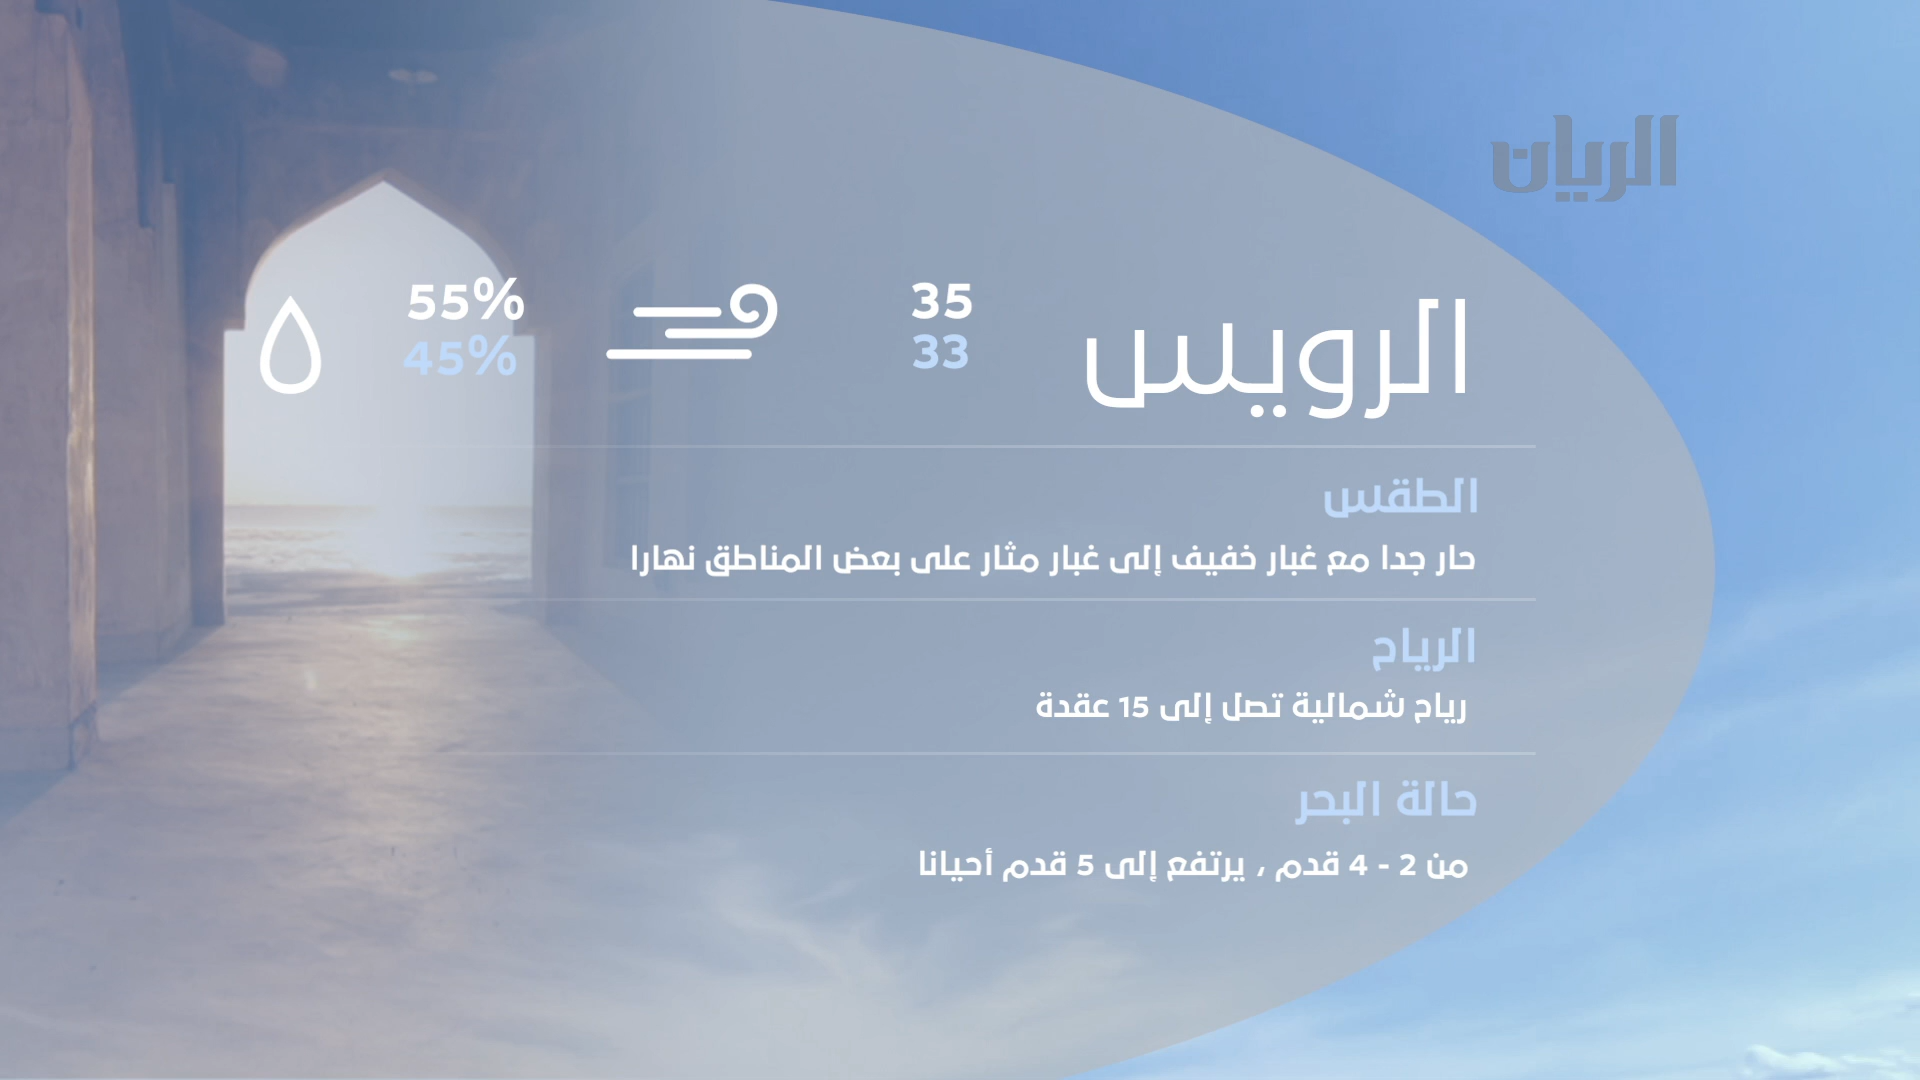 الريان
الرويس
35
33
55%
45%
الطقس
حار جدا مع غبار خفيف إلى غبار مثار على بعض المناطق نهارا
الرياح
رياح شمالية تصل إلى 15 عقدة
حالة البحر
من 2 - 4 قدم ، يرتفع إلى 5 قدم أحيانا